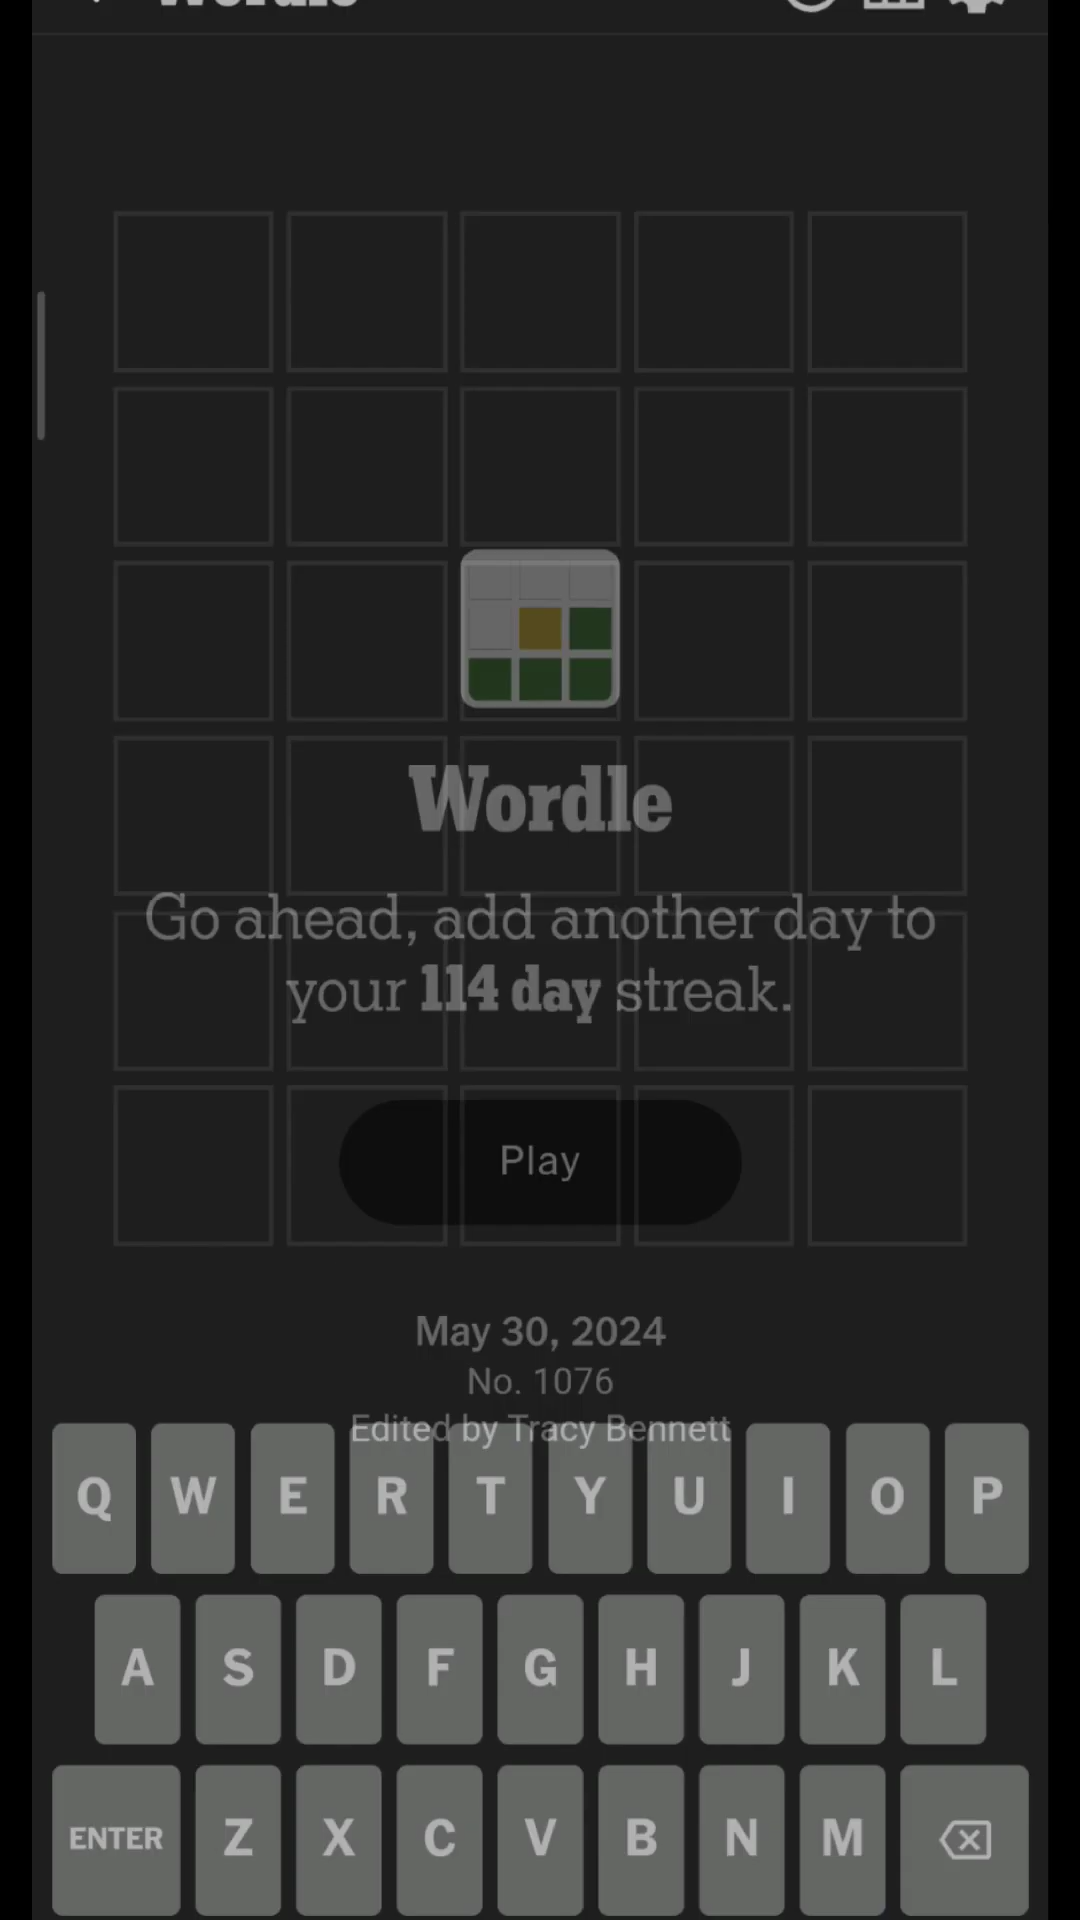 Wordle
Wordle
Go ahead, add another day to
your 114 day streak.
Play
May 30, 2024
No. 1076
Edited by Tracy Bennett
Q W E R T Y U I O P
A S D F G H J K L
ENTER Z X C V B N M